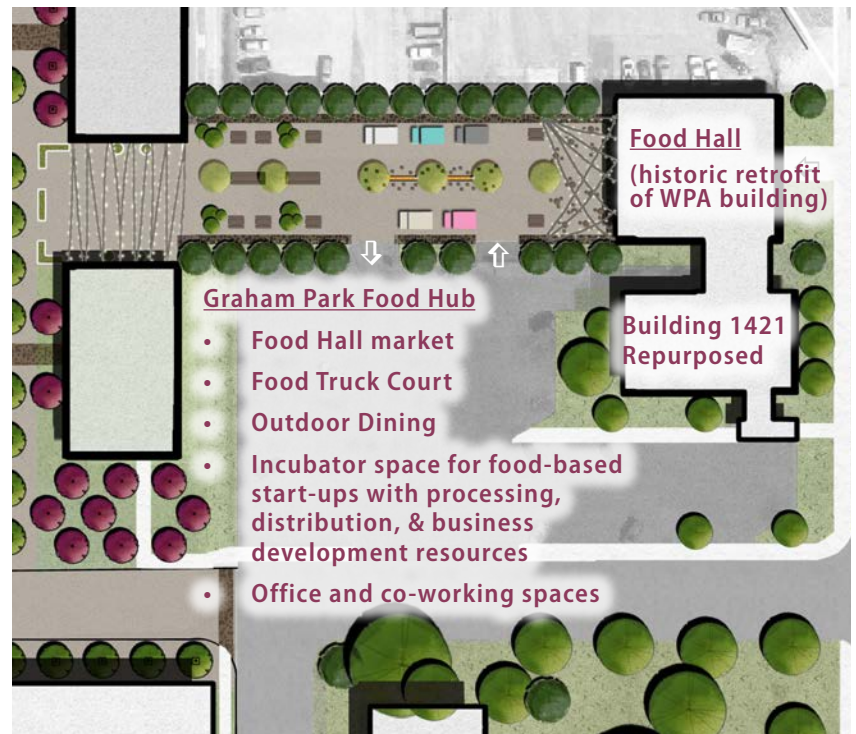 Food Hall
(historic retrofit
of WPA building)
Building 1421
Repurposed
Graham Park Food Hub
• Food Hall market
• Food Truck Court
• Outdoor Dining
• Incubator space for food-based
start-ups with processing,
distribution, & business
development resources
• Office and co-working spaces